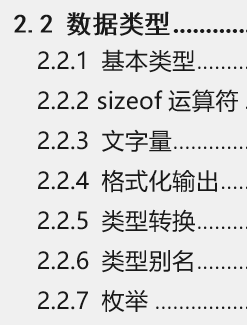 2.2 数据类型..............
2.2.1 基本类型.........
2.2.2 sizeof 运算符 .
2.2.3 文字量.............
2.2.4 格式化输出.....
2.2.5 类型转换.........
2.2.6 类型别名.........
2.2.7 枚举 ................